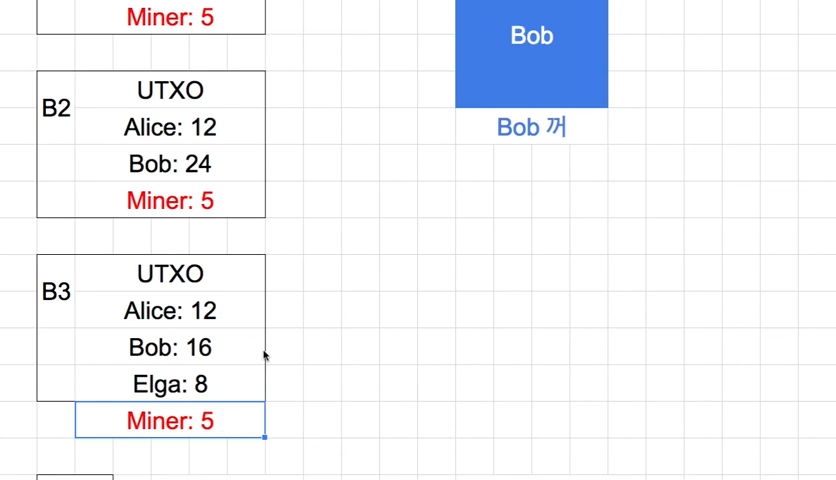 Miner: 5
Bob
Bob 꺼
B2
UTXO
Alice: 12
Bob: 24
Miner: 5
B3
UTXO
Alice: 12
Bob: 16
Elga: 8
Miner: 5